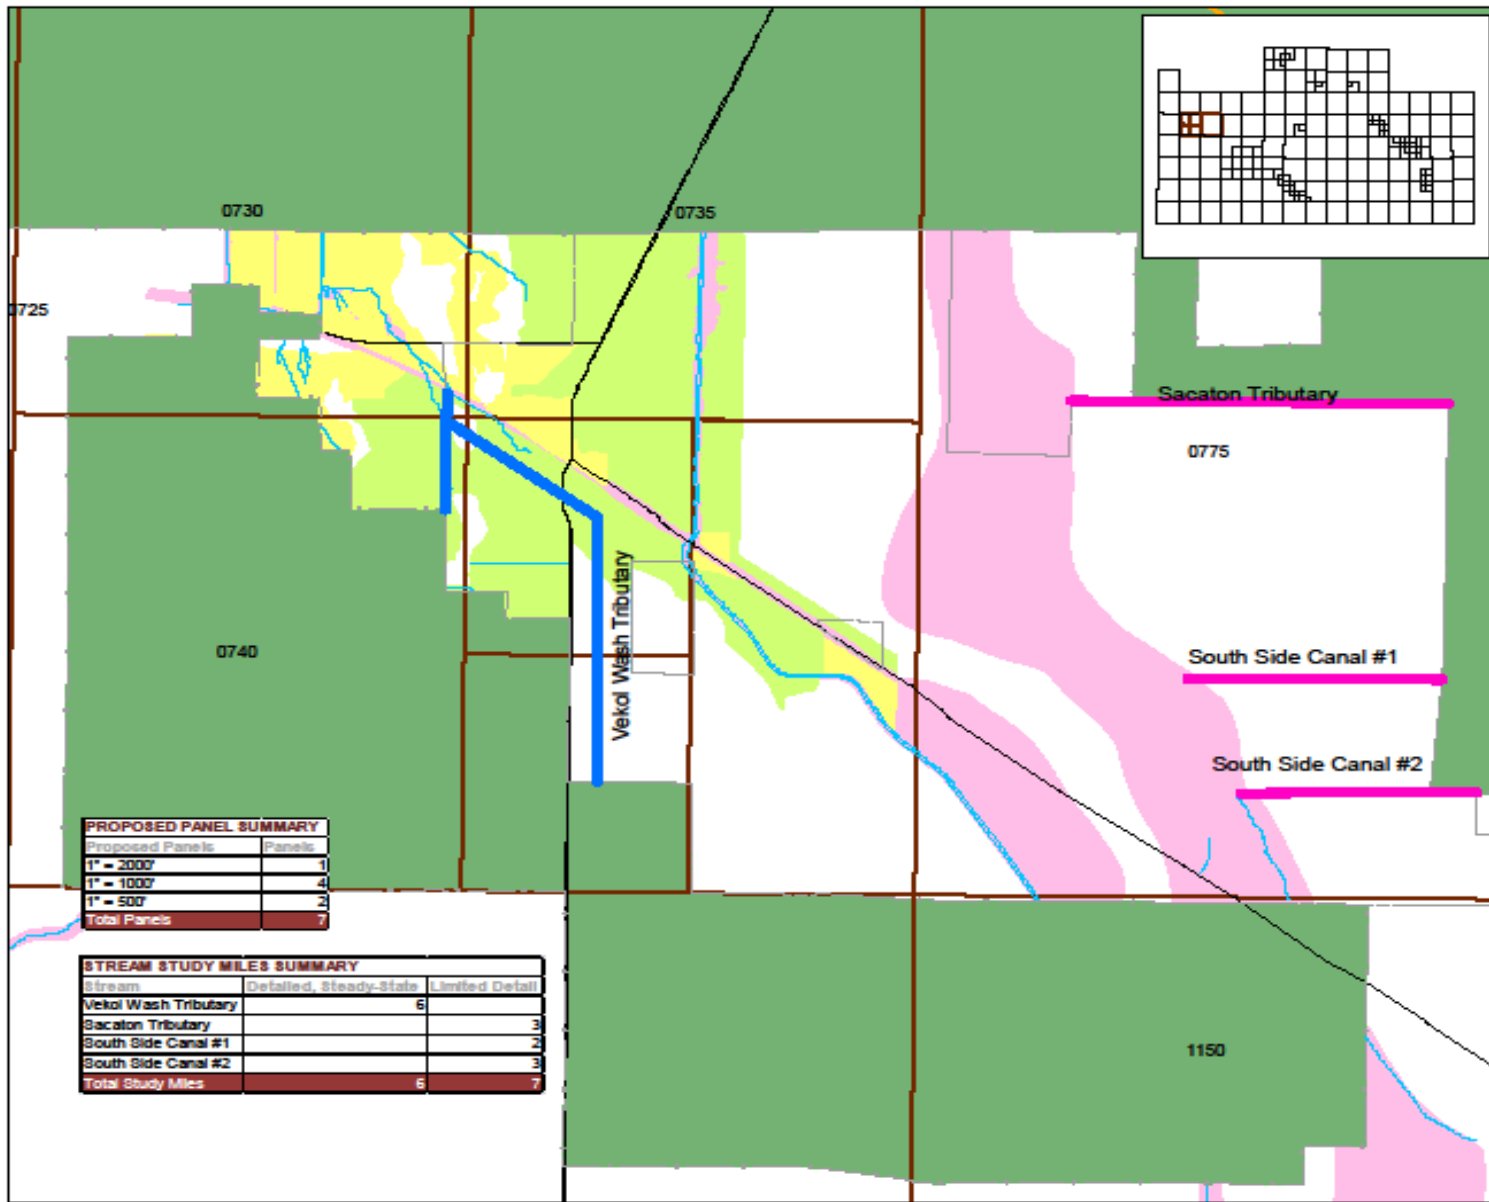 0730
0735
0725
Sacaton Tributary
0775
Vekol Wash Tributary
0740
South Side Canal #1
South Side Canal #2
PROPOSED PANEL SUMMARY
Proposed Panels Panels
1" = 2000' 1
1" = 1000' 4
1" = 500' 2
Total Panels 7
STREAM STUDY MILES SUMMARY
Stream Detailed, Steady-State Limited Detail
Vekol Wash Tributary 6
Sacaton Tributary 3
South Side Canal #1 2
South Side Canal #2 3
Total Study Miles 6 7
1150